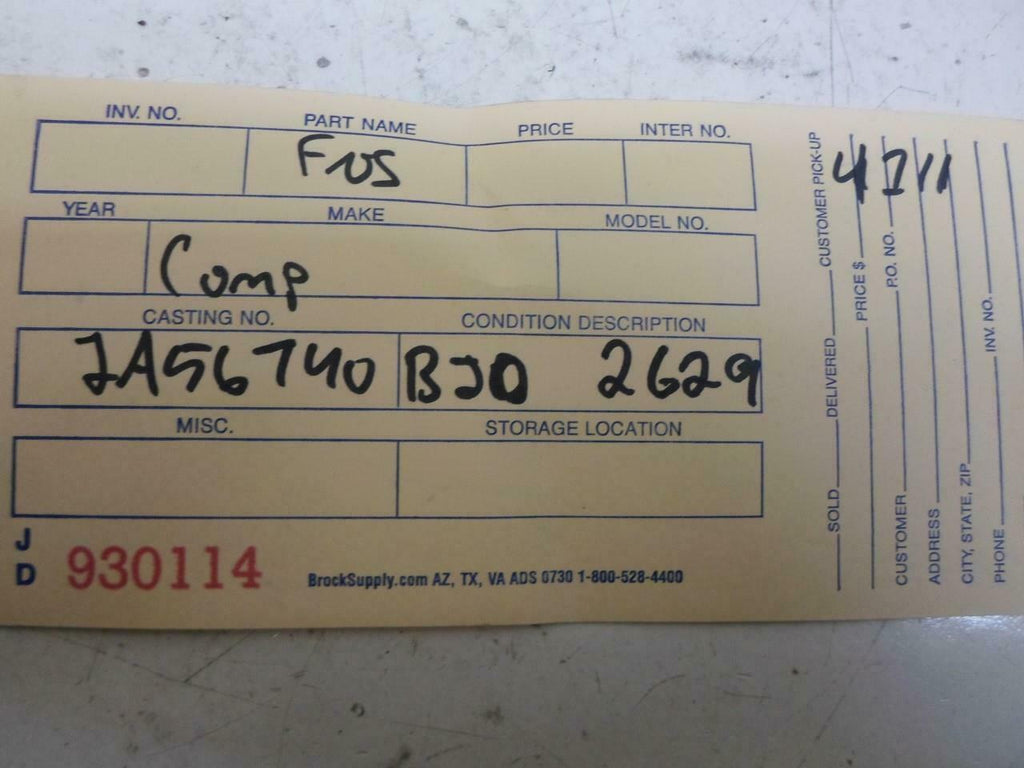 INV. NO. PART NAME PRICE INTER NO.
Fus
YEAR MAKE MODEL NO.
Comp
CASTING NO. CONDITION DESCRIPTION
JA56740 BJD 2629
MISC. STORAGE LOCATION
J
D
930114 BrockSupply.com AZ, TX, VA ADS 0730 1-800-528-4400
SOLD DELIVERED CUSTOMER PICK-UP
PRICE $
CUSTOMER P.O. NO.
ADDRESS
CITY, STATE, ZIP
PHONE INV. NO.